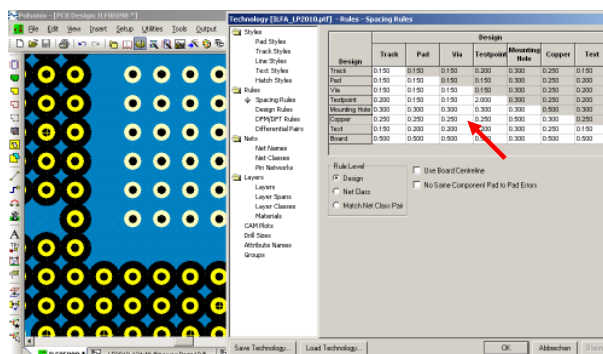 Pulsonix - [PCB Design: ILF0E090 *]
File Edit View Insert Setup Utilities Tools Output
Technology [ILFA_LP2010.ptf] - Rules - Spacing Rules
Styles
Pad Styles
Track Styles
Line Styles
Text Styles
Hatch Styles
Rules
Spacing Rules
Design Rules
DFM/DFT Rules
Differential Pairs
Nets
Net Names
Net Classes
Pin Networks
Layers
Layers
Layer Spans
Layer Classes
Materials
CAM Plots
Drill Sizes
Attribute Names
Groups
Design
Design Track Pad Via Testpoint Mounting Hole Copper Text
Track 0.150 0.150 0.150 0.200 0.300 0.250 0.150
Pad 0.150 0.150 0.150 0.150 0.300 0.250 0.200
Via 0.150 0.150 0.150 0.150 0.300 0.250 0.200
Testpoint 0.200 0.150 0.150 2.000 0.300 0.250 0.200
Mounting Hole 0.300 0.300 0.300 0.300 0.300 0.500 0.300
Copper 0.250 0.250 0.250 0.250 0.500 0.300 0.250
Text 0.150 0.200 0.200 0.200 0.300 0.250 0.150
Board 0.500 0.500 0.500 0.500 0.300 0.500 0.500
Rule Level
Design
Net Class
Match Net Class Pair
Use Board Centreline
No Same Component Pad to Pad Errors
Save Technology... Load Technology... OK Abbrechen